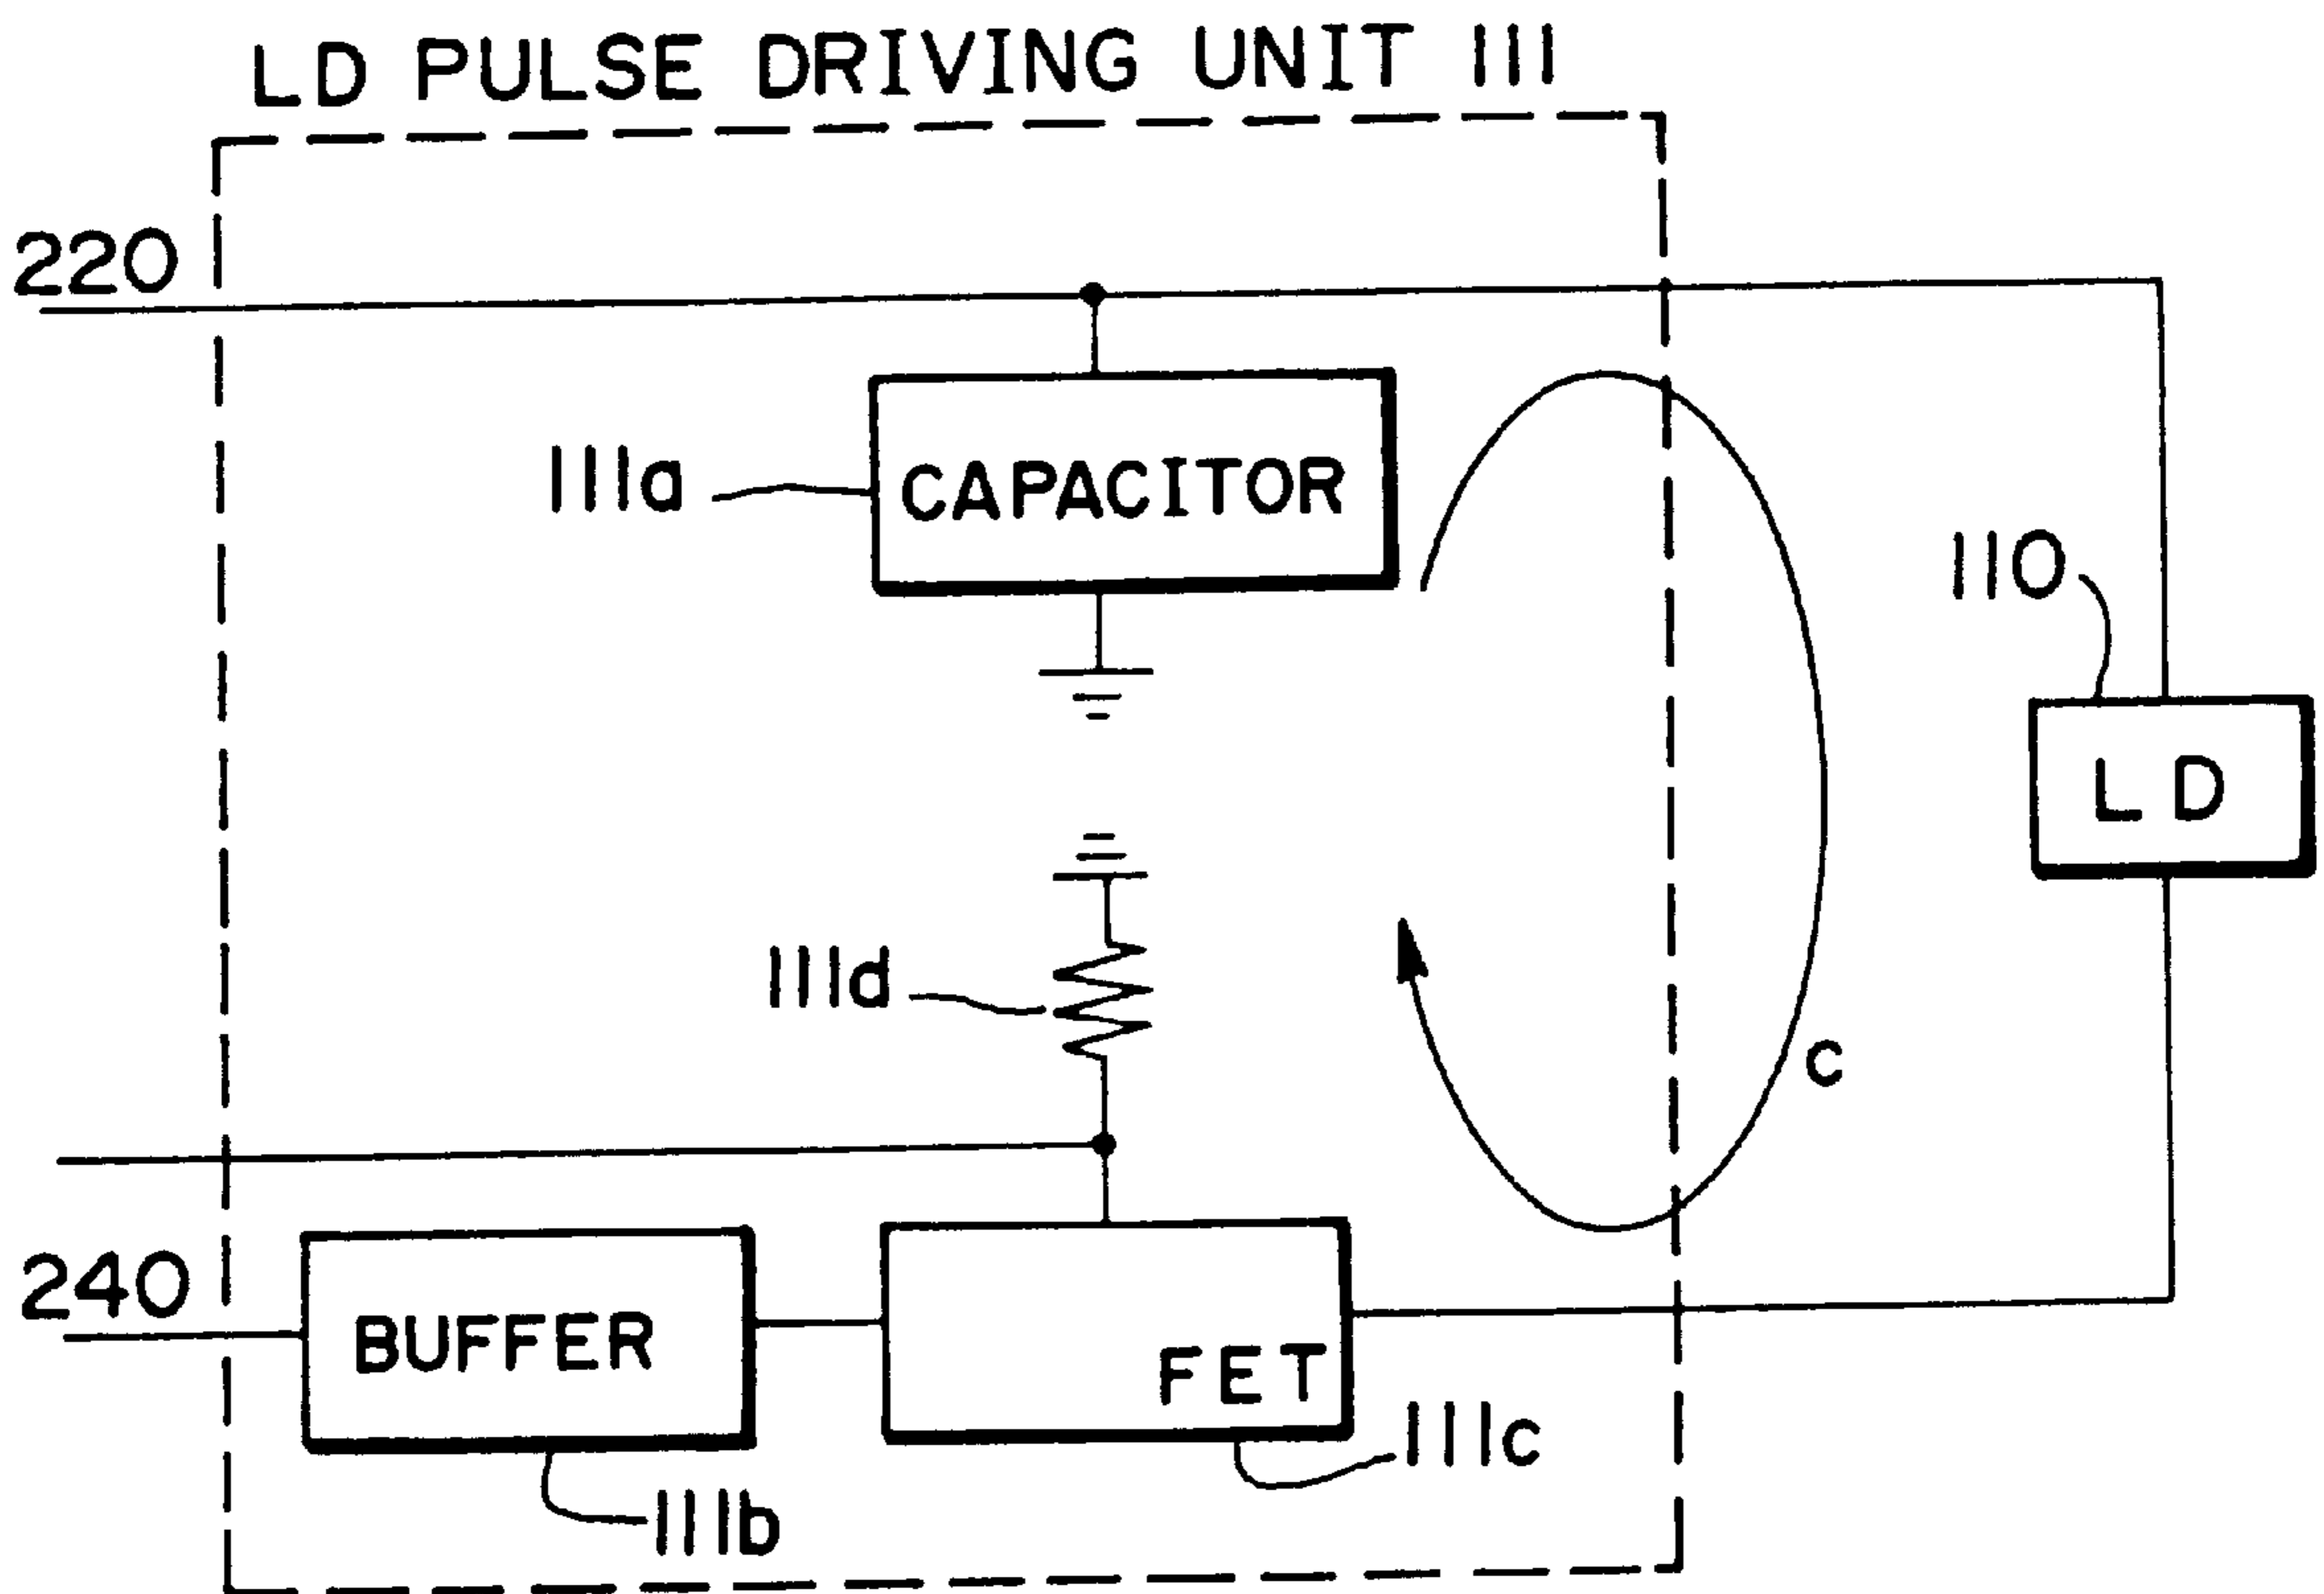 LD PULSE DRIVING UNIT 111
220
111a
CAPACITOR
110
LD
111d
C
240
BUFFER
FET
111c
111b